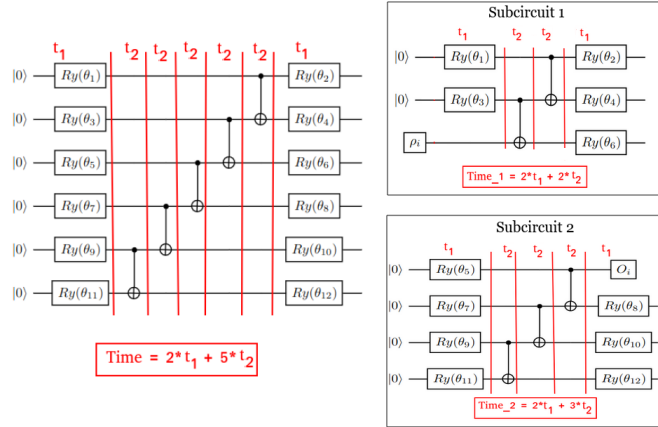 t₁ t₂ t₂ t₂ t₂ t₂ t₁
|0⟩ Ry(θ₁) Ry(θ₂)
|0⟩ Ry(θ₃) Ry(θ₄)
|0⟩ Ry(θ₅) Ry(θ₆)
|0⟩ Ry(θ₇) Ry(θ₈)
|0⟩ Ry(θ₉) Ry(θ₁₀)
|0⟩ Ry(θ₁₁) Ry(θ₁₂)
Time = 2*t₁ + 5*t₂
Subcircuit 1
t₁ t₂ t₂ t₁
|0⟩ Ry(θ₁) Ry(θ₂)
|0⟩ Ry(θ₃) Ry(θ₄)
ρᵢ Ry(θ₆)
Time_1 = 2*t₁ + 2*t₂
Subcircuit 2
t₁ t₂ t₂ t₂ t₁
|0⟩ Ry(θ₅) Oᵢ
|0⟩ Ry(θ₇) Ry(θ₈)
|0⟩ Ry(θ₉) Ry(θ₁₀)
|0⟩ Ry(θ₁₁) Ry(θ₁₂)
Time_2 = 2*t₁ + 3*t₂